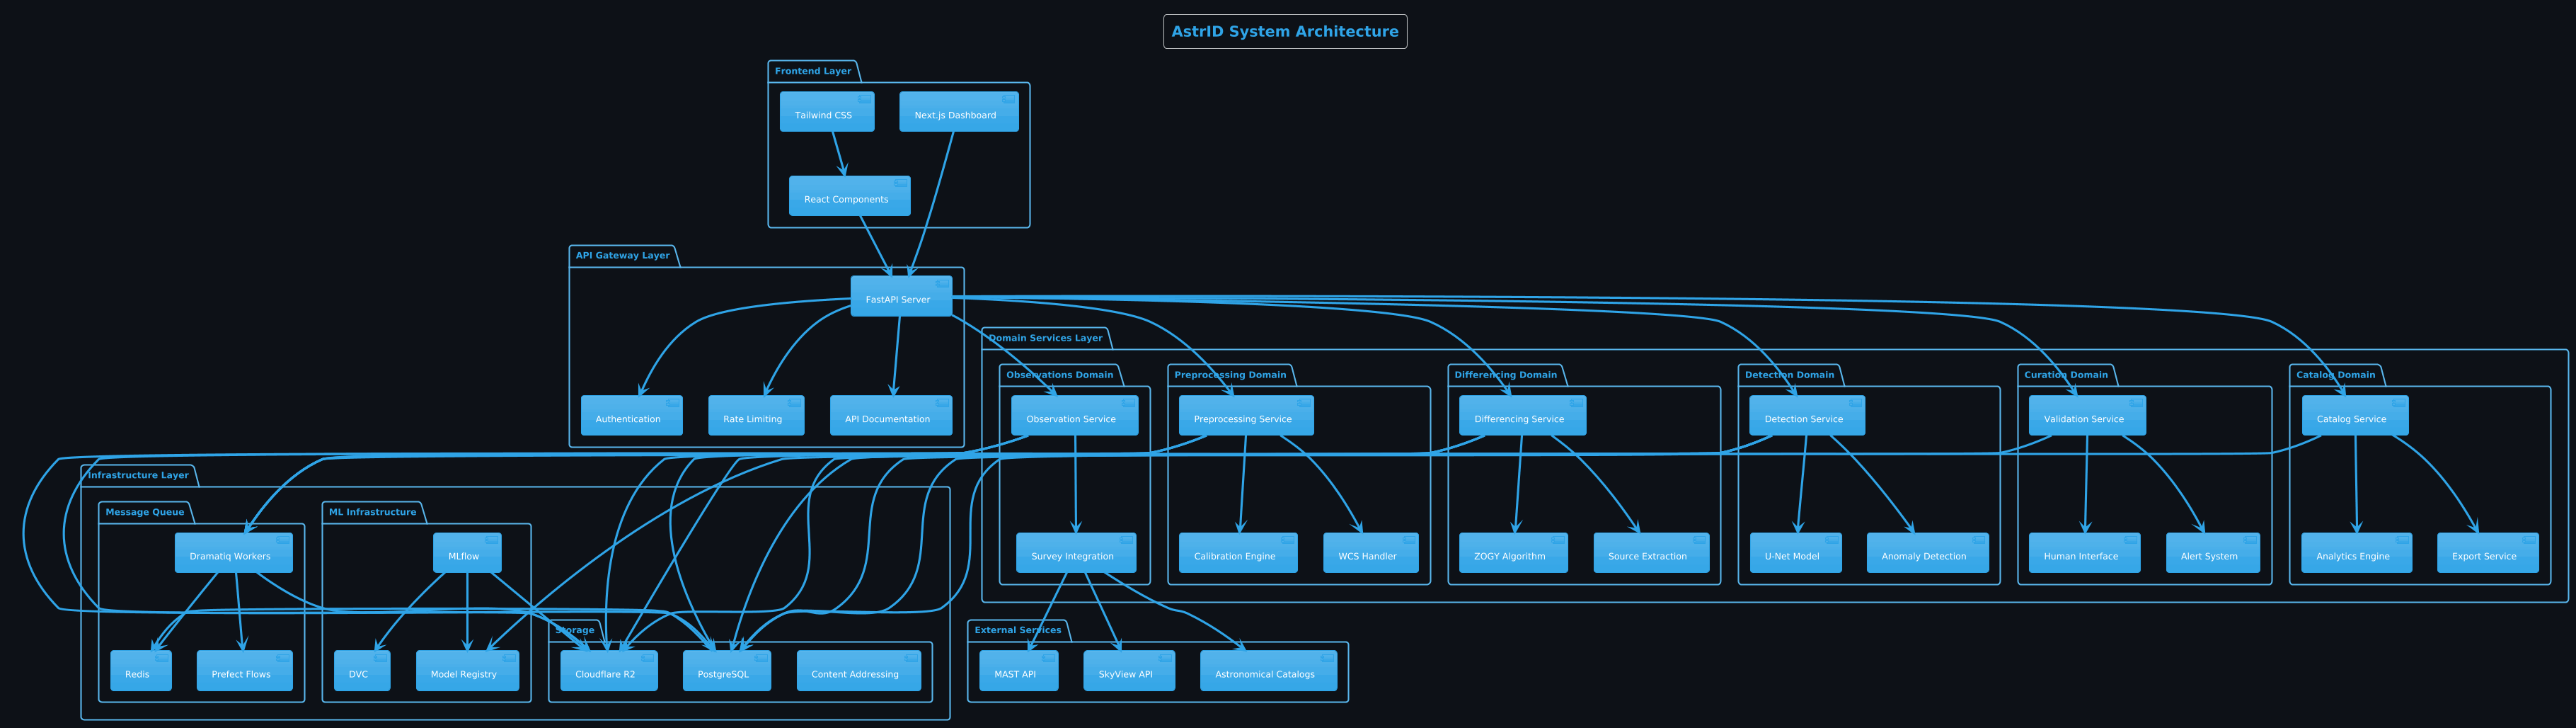 AstrID System Architecture
Frontend Layer
Tailwind CSS
Next.js Dashboard
React Components
API Gateway Layer
FastAPI Server
Authentication
Rate Limiting
API Documentation
Domain Services Layer
Observations Domain
Observation Service
Survey Integration
Preprocessing Domain
Preprocessing Service
Calibration Engine
WCS Handler
Differencing Domain
Differencing Service
ZOGY Algorithm
Source Extraction
Detection Domain
Detection Service
U-Net Model
Anomaly Detection
Curation Domain
Validation Service
Human Interface
Alert System
Catalog Domain
Catalog Service
Analytics Engine
Export Service
Infrastructure Layer
Message Queue
Dramatiq Workers
Redis
Prefect Flows
ML Infrastructure
MLflow
DVC
Model Registry
Storage
Cloudflare R2
PostgreSQL
Content Addressing
External Services
MAST API
SkyView API
Astronomical Catalogs